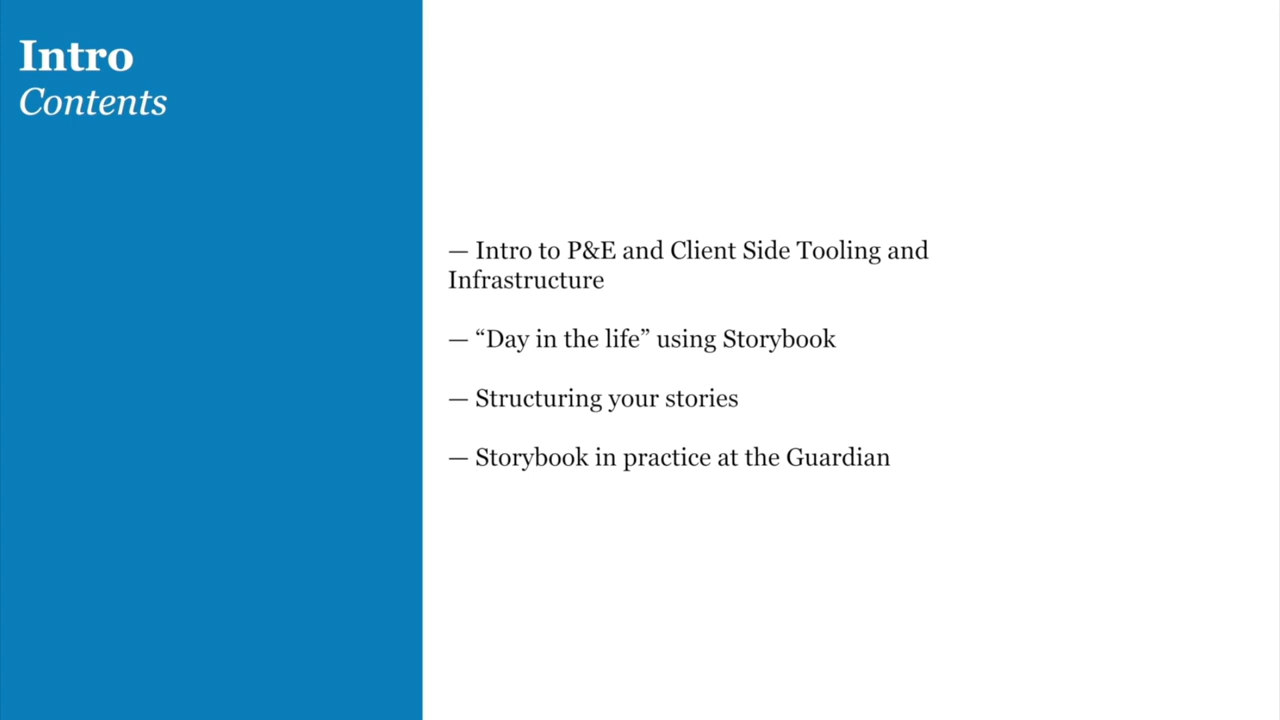 Intro
Contents
— Intro to P&E and Client Side Tooling and
Infrastructure
— “Day in the life” using Storybook
— Structuring your stories
— Storybook in practice at the Guardian